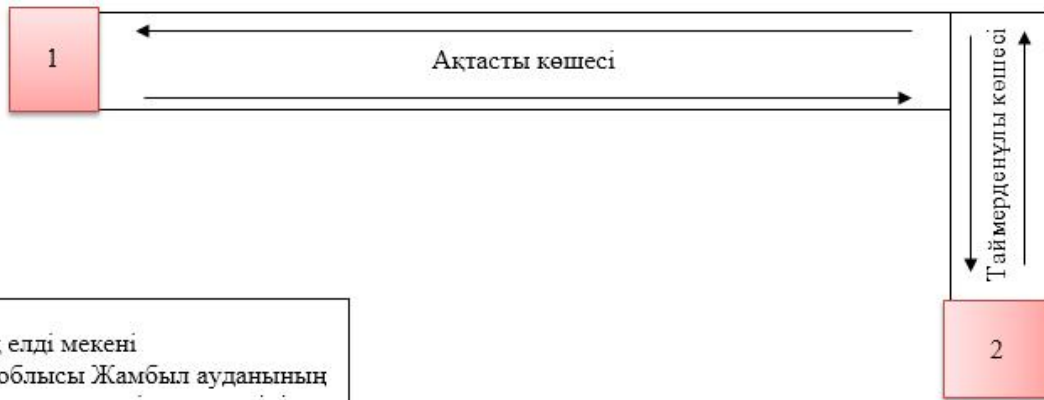 1
Ақтасты көшесі
Таймерденұлы көшесі
2
елді мекені
облысы Жамбыл ауданының